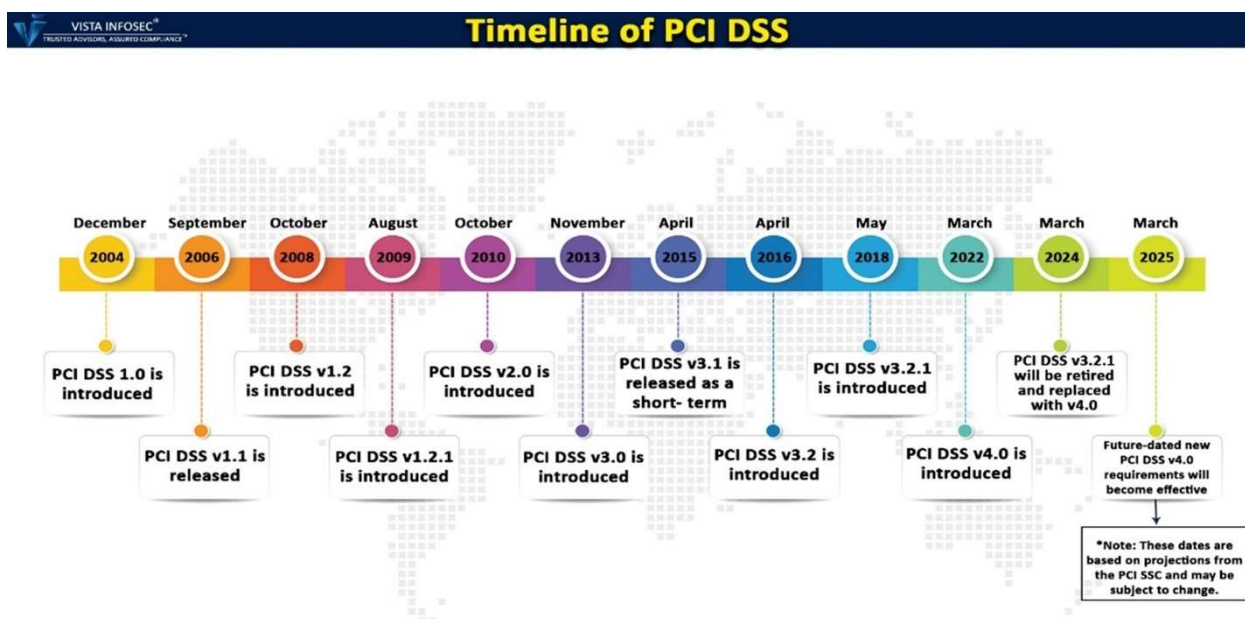 VISTA INFOSEC®
TRUSTED ADVISORS, ASSURED COMPLIANCE™
Timeline of PCI DSS
December
September
October
August
October
November
April
April
May
March
March
March
2004
2006
2008
2009
2010
2013
2015
2016
2018
2022
2024
2025
PCI DSS 1.0 is
introduced
PCI DSS v1.2
is introduced
PCI DSS v2.0 is
introduced
PCI DSS v3.1 is
released as a
short- term
PCI DSS v3.2.1
is introduced
PCI DSS v3.2.1
will be retired
and replaced
with v4.0
PCI DSS v1.1 is
released
PCI DSS v1.2.1
is introduced
PCI DSS v3.0 is
introduced
PCI DSS v3.2 is
introduced
PCI DSS v4.0 is
introduced
Future-dated new
PCI DSS v4.0
requirements will
become effective
*Note: These dates are
based on projections from
the PCI SSC and may be
subject to change.